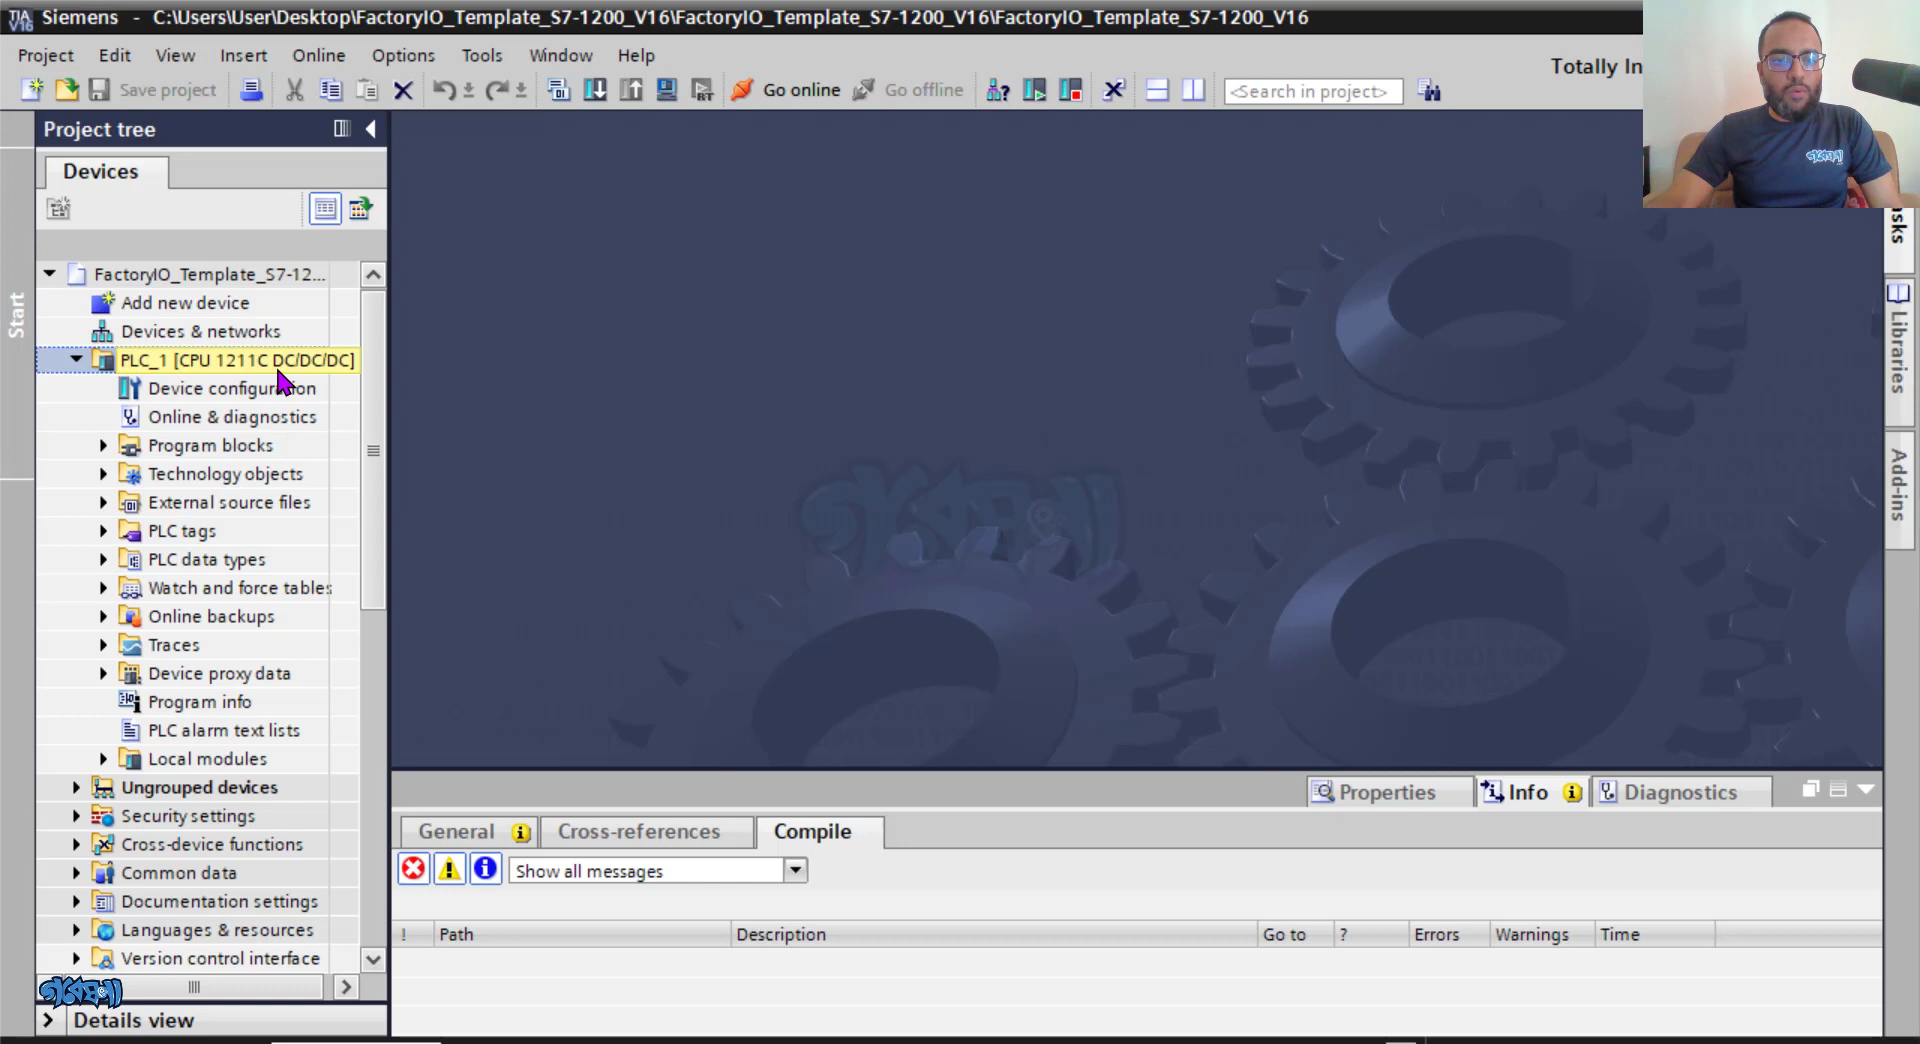 TIA V16
Siemens - C:\Users\User\Desktop\FactoryIO_Template_S7-1200_V16\FactoryIO_Template_S7-1200_V16\FactoryIO_Template_S7-1200_V16
Project Edit View Insert Online Options Tools Window Help
Totally In
Save project
Go online
Go offline
<Search in project>
Project tree
Devices
Start
FactoryIO_Template_S7-12...
Add new device
Devices & networks
PLC_1 [CPU 1211C DC/DC/DC]
Device configuration
Online & diagnostics
Program blocks
Technology objects
External source files
PLC tags
PLC data types
Watch and force tables
Online backups
Traces
Device proxy data
Program info
PLC alarm text lists
Local modules
Ungrouped devices
Security settings
Cross-device functions
Common data
Documentation settings
Languages & resources
Version control interface
Details view
Libraries
Add-ins
Properties
Info
Diagnostics
General
Cross-references
Compile
Show all messages
! Path Description Go to ? Errors Warnings Time